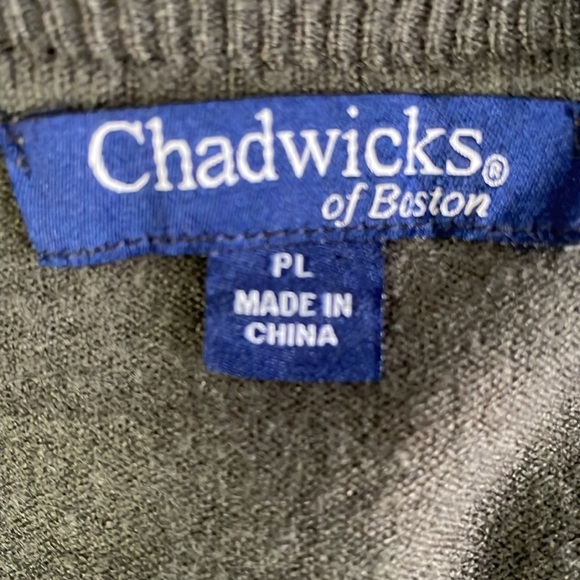 Chadwicks®
of Boston
PL
MADE IN
CHINA